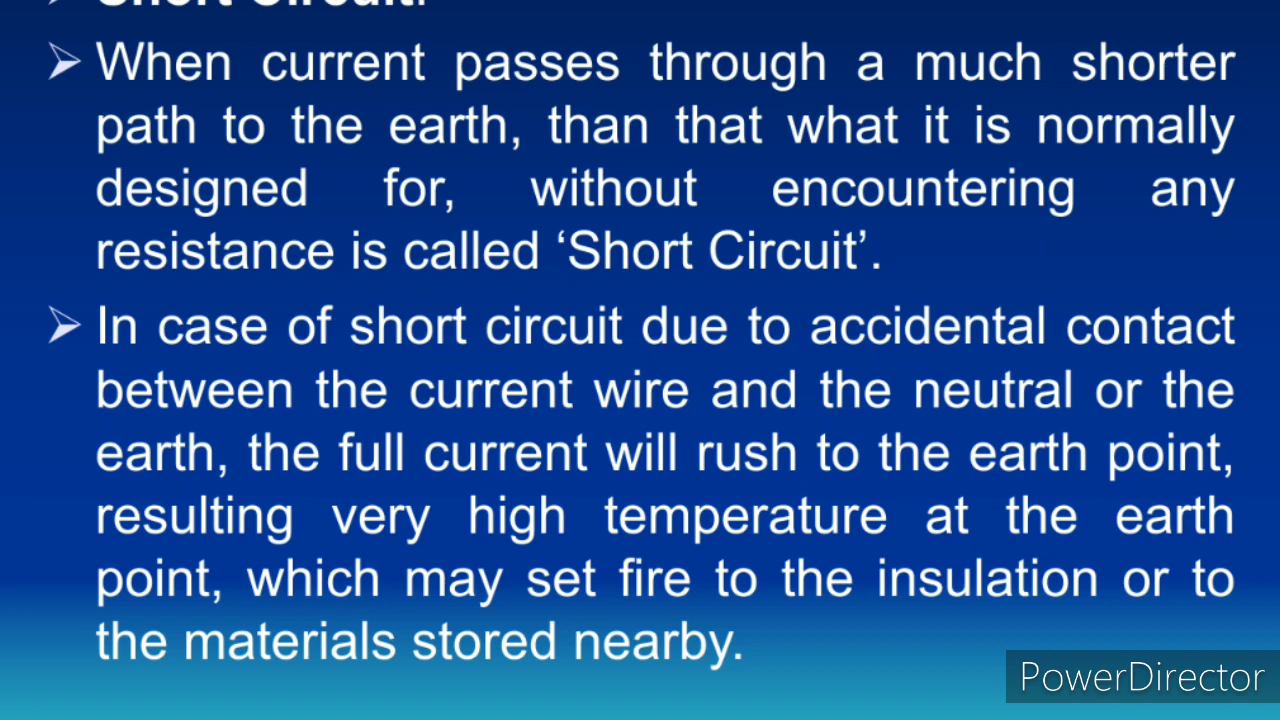 Short Circuit:
When current passes through a much shorter
path to the earth, than that what it is normally
designed for, without encountering any
resistance is called ‘Short Circuit’.
In case of short circuit due to accidental contact
between the current wire and the neutral or the
earth, the full current will rush to the earth point,
resulting very high temperature at the earth
point, which may set fire to the insulation or to
the materials stored nearby.
PowerDirector